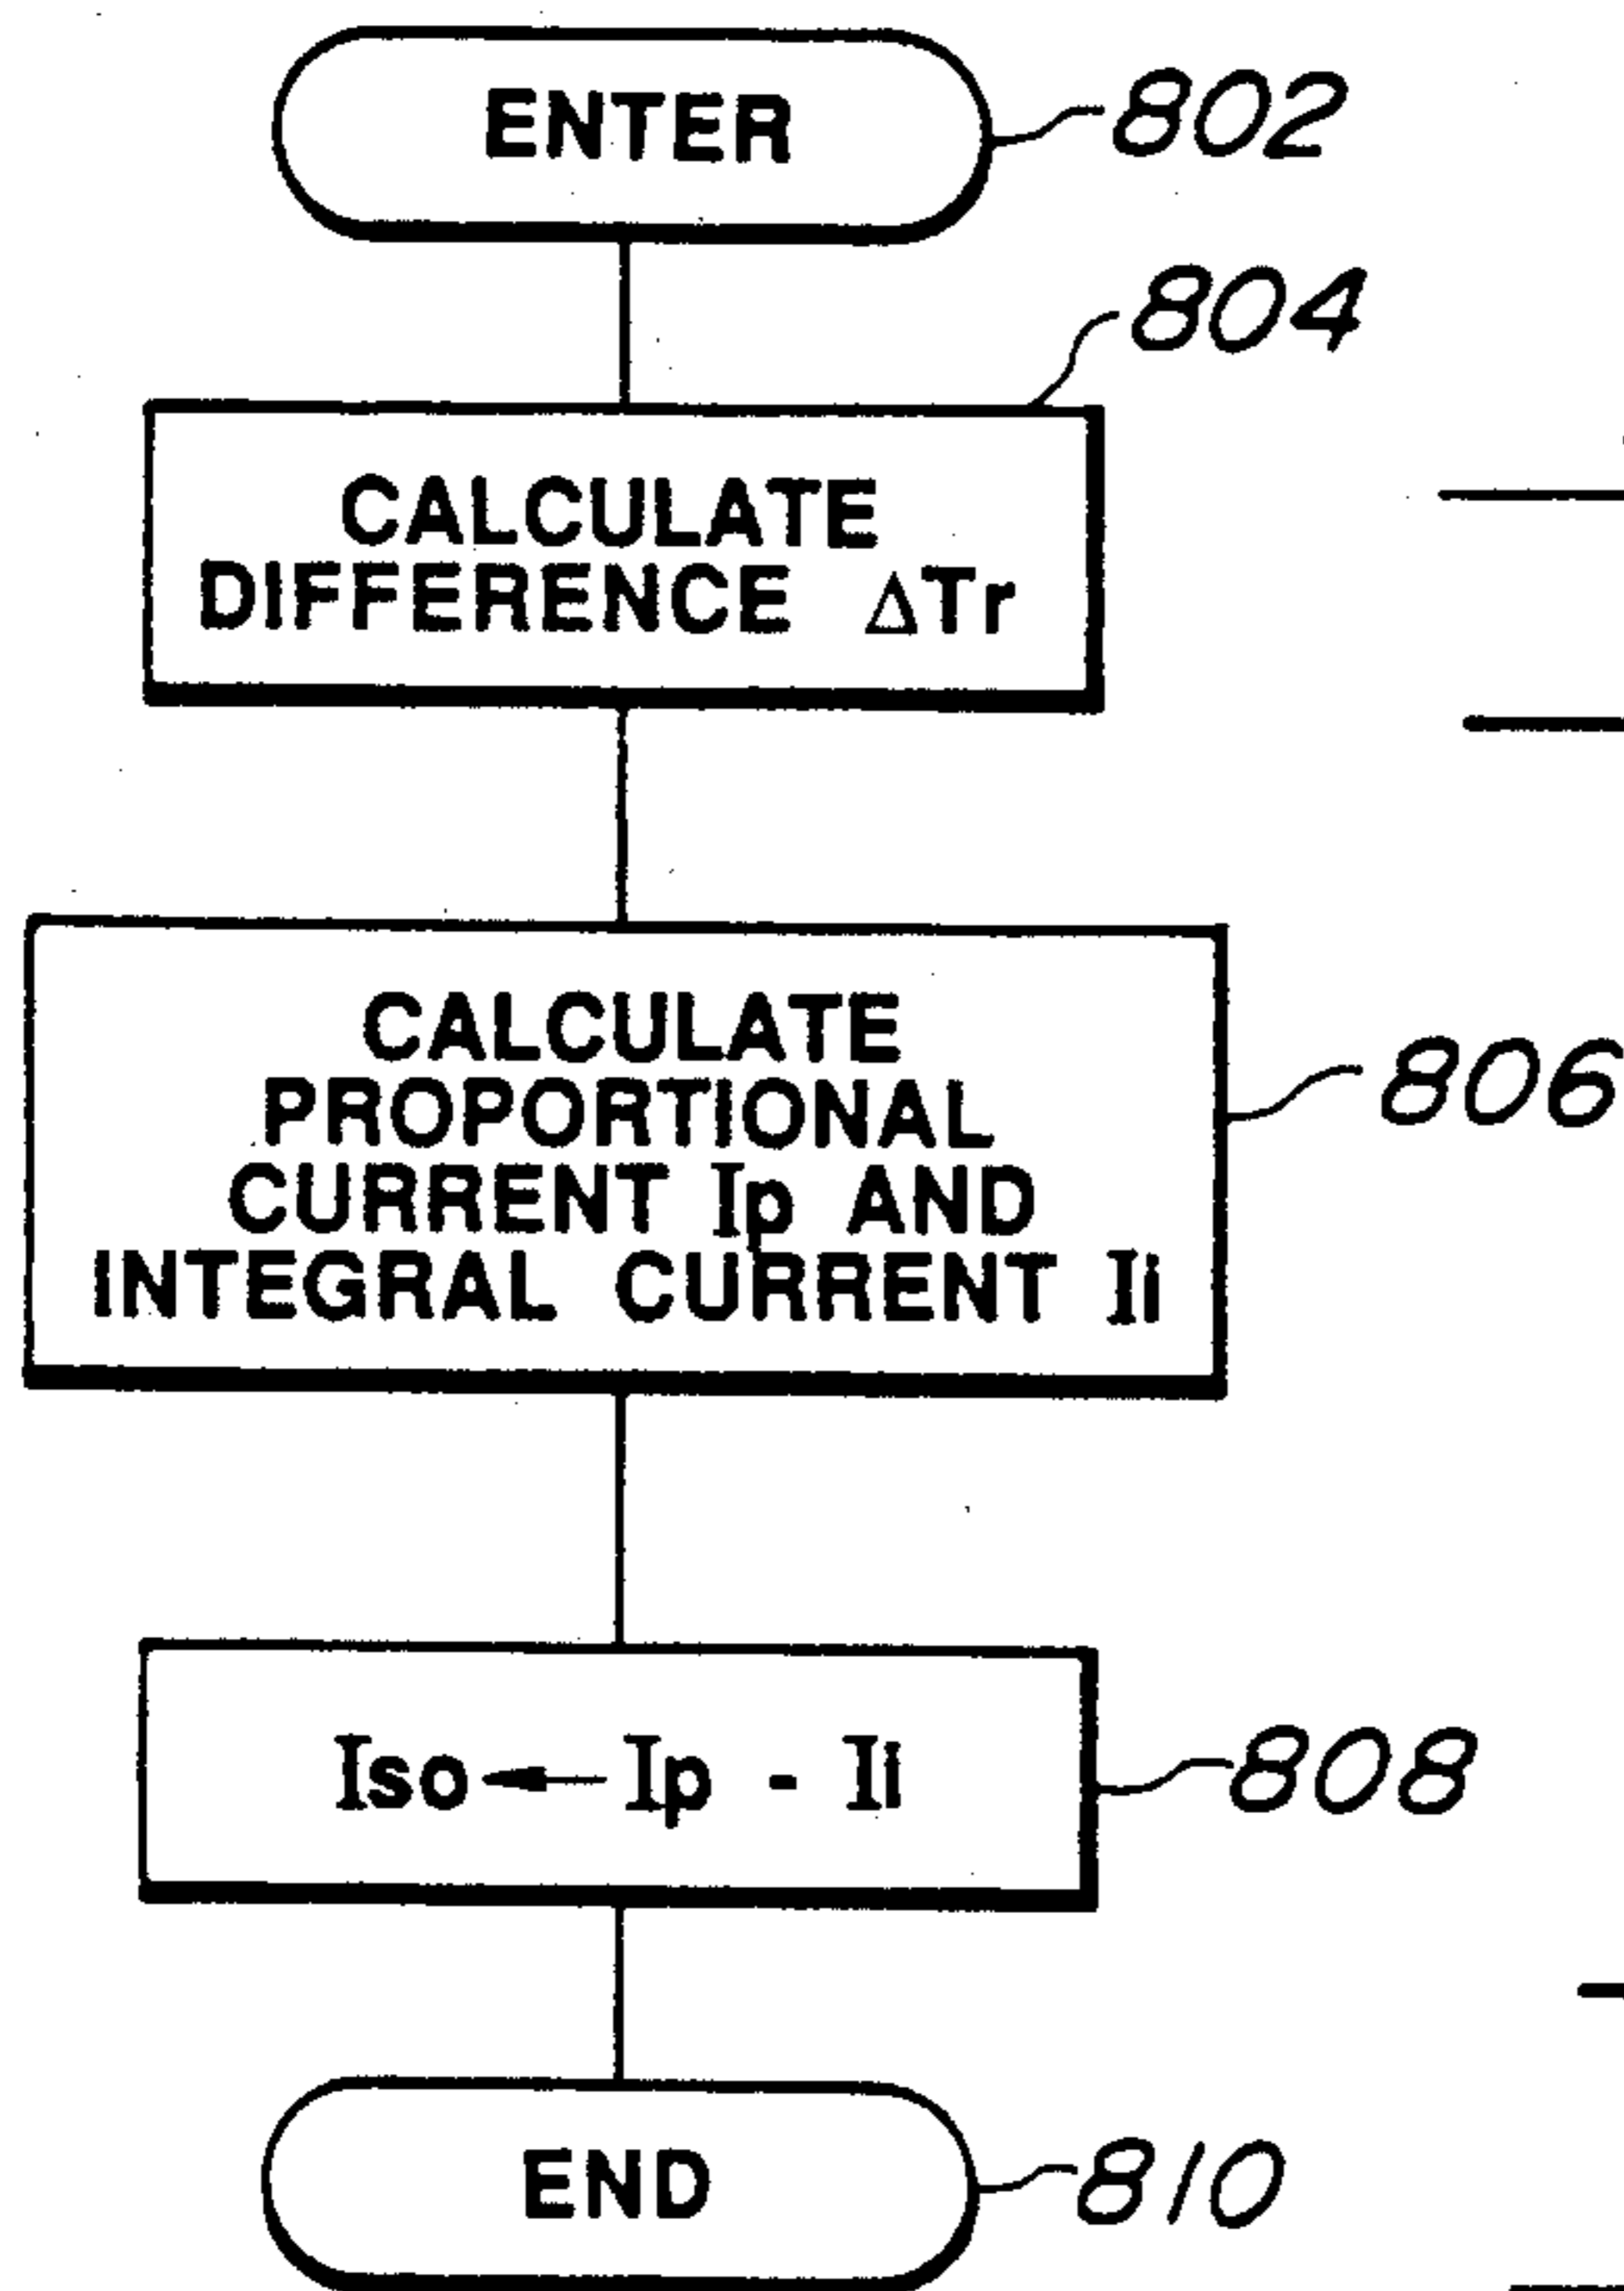 ENTER
802
804
CALCULATE
DIFFERENCE ΔTr
CALCULATE
PROPORTIONAL
CURRENT Ip AND
INTEGRAL CURRENT Ii
806
Iso ← Ip - Ii
808
END
810